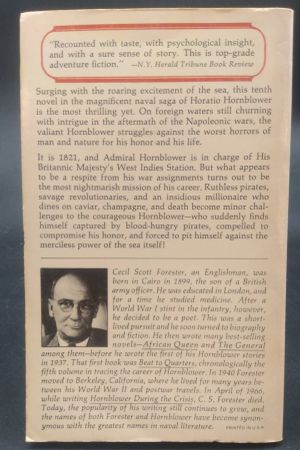 "Recounted with taste, with psychological insight,
and with a sure sense of story. This is top-grade
adventure fiction." —N.Y. Herald Tribune Book Review
Surging with the roaring excitement of the sea, this tenth
novel in the magnificent naval saga of Horatio Hornblower
is the most thrilling yet. On foreign waters still churning
with intrigue in the aftermath of the Napoleonic wars, the
valiant Hornblower struggles against the worst horrors of
man and nature for his honor and his life.
It is 1821, and Admiral Hornblower is in charge of His
Britannic Majesty's West Indies Station. But what appears
to be a respite from his war assignments turns out to be
the most nightmarish mission of his career. Ruthless pirates,
savage revolutionaries, and an insidious millionaire who
dines on caviar, champagne, and death become minor chal-
lenges to the courageous Hornblower—who suddenly finds
himself captured by blood-hungry pirates, compelled to
compromise his honor, and forced to pit himself against the
merciless power of the sea itself!
Cecil Scott Forester, an Englishman, was
born in Cairo in 1899, the son of a British
army officer. He was educated in London, and
for a time he studied medicine. After a
World War I stint in the infantry, however,
he decided to be a poet. This was a short-
lived pursuit and he soon turned to biography
and fiction. He then wrote many best-selling
novels—African Queen and The General
among them—before he wrote the first of his Hornblower stories
in 1937. That first book was Beat to Quarters, chronologically the
fifth volume in tracing the career of Hornblower. In 1940 Forester
moved to Berkeley, California, where he lived for many years be-
tween his World War II and postwar travels. In April of 1966,
while writing Hornblower During the Crisis, C. S. Forester died.
Today, the popularity of his writing still continues to grow, and
the names of both Forester and Hornblower have become synon-
ymous with the greatest names in naval literature. PRINTED IN U.S.A.